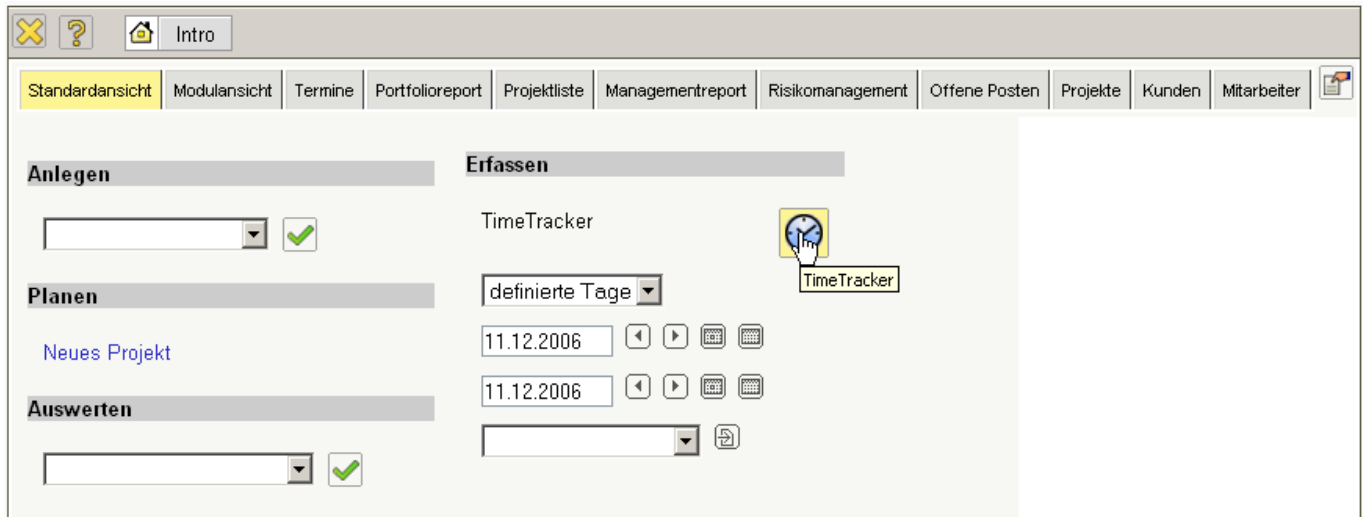 Intro
Standardansicht Modulansicht Termine Portfolioreport Projektliste Managementreport Risikomanagement Offene Posten Projekte Kunden Mitarbeiter
Anlegen
Planen
Neues Projekt
Auswerten
Erfassen
TimeTracker
TimeTracker
definierte Tage
11.12.2006
11.12.2006